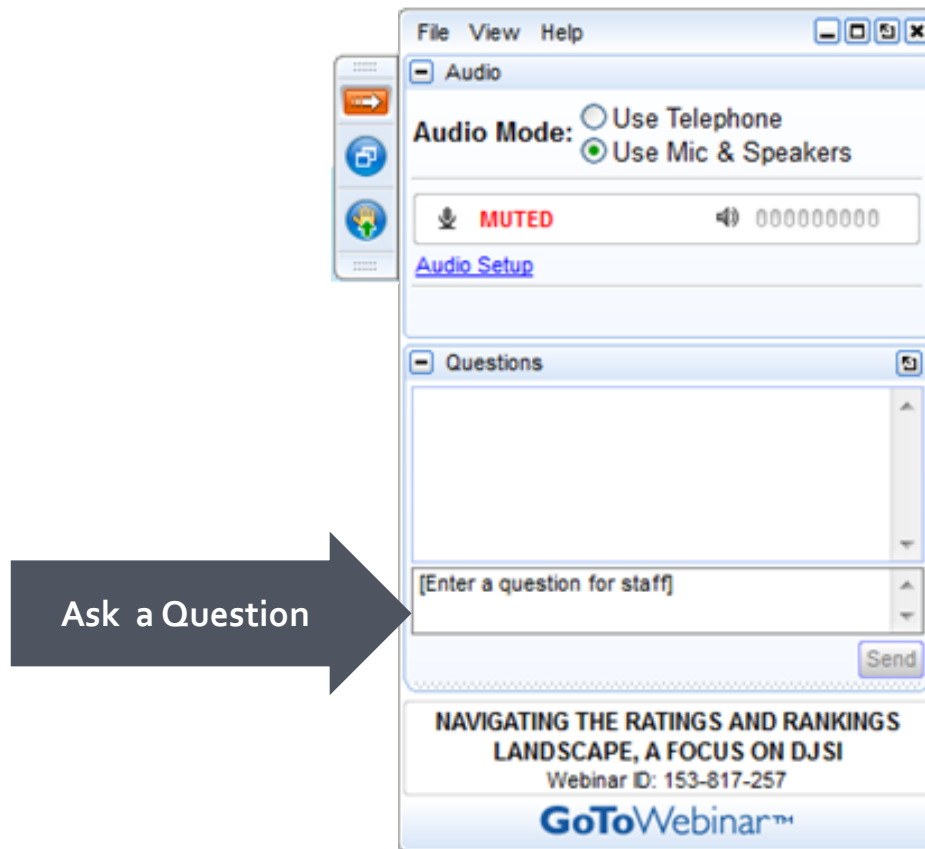 File View Help
Audio
Audio Mode:
Use Telephone
Use Mic & Speakers
MUTED
000000000
Audio Setup
Questions
Ask a Question
[Enter a question for staff]
Send
NAVIGATING THE RATINGS AND RANKINGS
LANDSCAPE, A FOCUS ON DJSI
Webinar ID: 153-817-257
GoToWebinar™